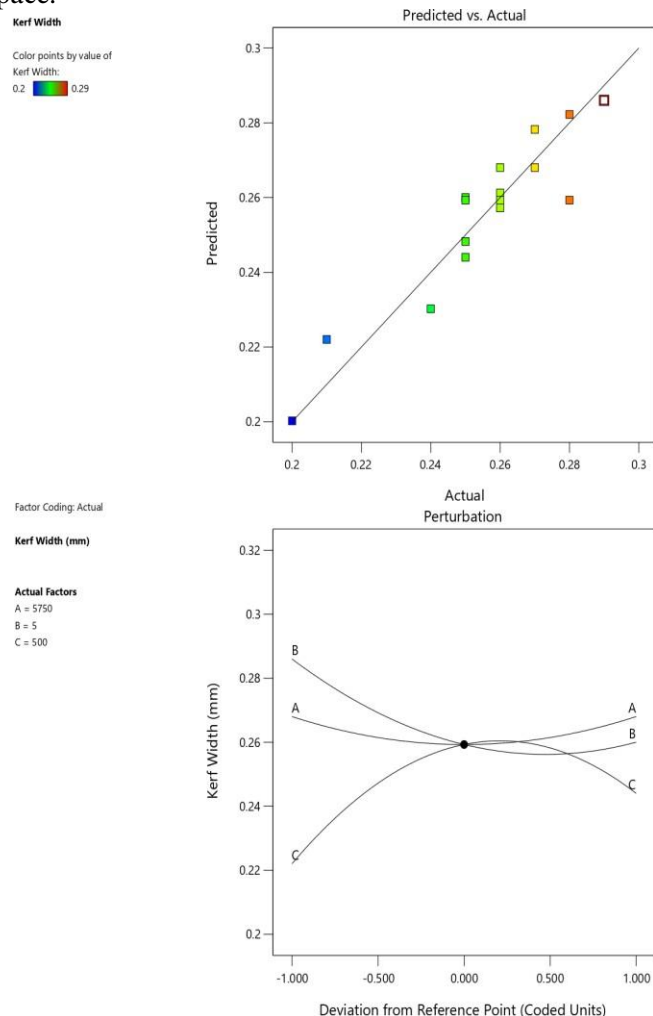 pace.
Kerf Width
Color points by value of
Kerf Width:
0.2 0.29
Predicted vs. Actual
Predicted
0.3
0.28
0.26
0.24
0.22
0.2
0.2 0.22 0.24 0.26 0.28 0.3
Actual
Factor Coding: Actual
Kerf Width (mm)
Actual Factors
A = 5750
B = 5
C = 500
Perturbation
Kerf Width (mm)
0.32
0.3
0.28
0.26
0.24
0.22
0.2
B
A
C
A
B
C
-1.000 -0.500 0.000 0.500 1.000
Deviation from Reference Point (Coded Units)